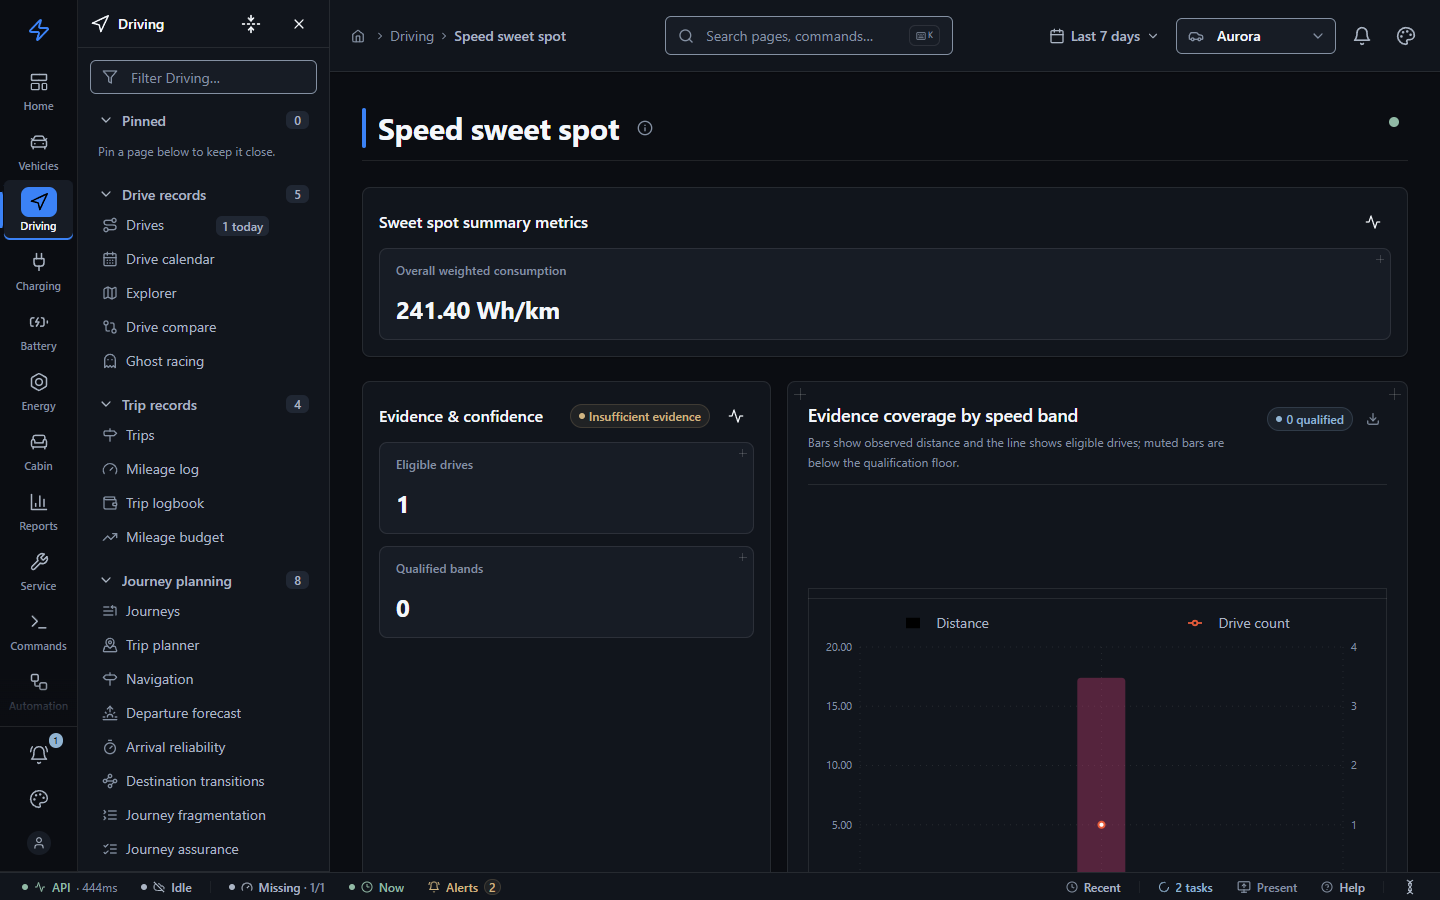 Home
Vehicles
Driving
Charging
Battery
Energy
Cabin
Reports
Service
Commands
Automation
1
Driving
Filter Driving...
Pinned 0
Pin a page below to keep it close.
Drive records 5
Drives 1 today
Drive calendar
Explorer
Drive compare
Ghost racing
Trip records 4
Trips
Mileage log
Trip logbook
Mileage budget
Journey planning 8
Journeys
Trip planner
Navigation
Departure forecast
Arrival reliability
Destination transitions
Journey fragmentation
Journey assurance
Driving Speed sweet spot
Search pages, commands... K
Last 7 days
Aurora
Speed sweet spot
Sweet spot summary metrics
Overall weighted consumption
241.40 Wh/km
Evidence & confidence Insufficient evidence
Eligible drives
1
Qualified bands
0
Evidence coverage by speed band 0 qualified
Bars show observed distance and the line shows eligible drives; muted bars are
below the qualification floor.
Distance Drive count
20.00 4
15.00 3
10.00 2
5.00 1
API · 444ms Idle Missing · 1/1 Now Alerts 2 Recent 2 tasks Present Help